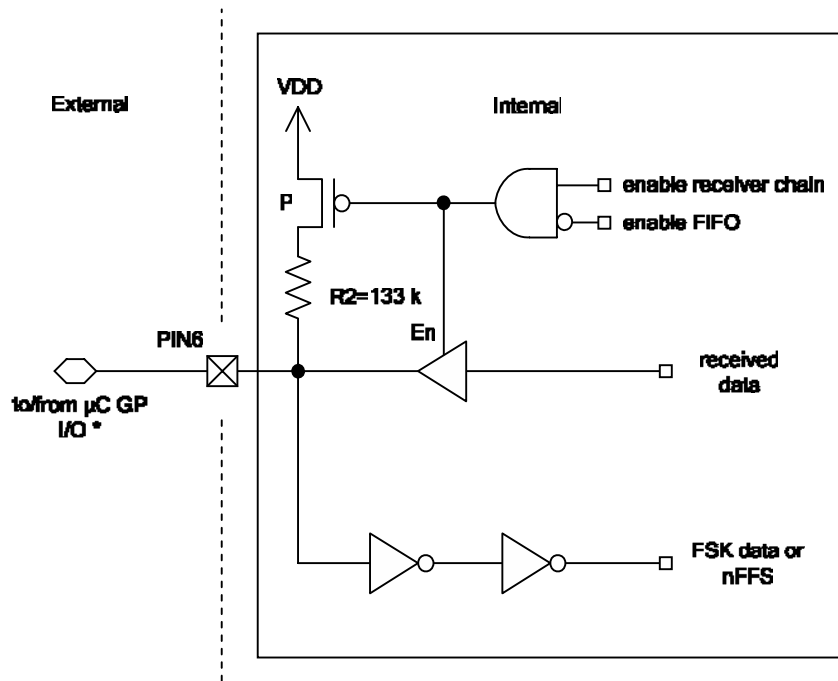 External
VDD
Internal
P
enable receiver chain
enable FIFO
R2=133 k
En
PIN6
received
data
to/from µC GP
I/O *
FSK data or
nFFS